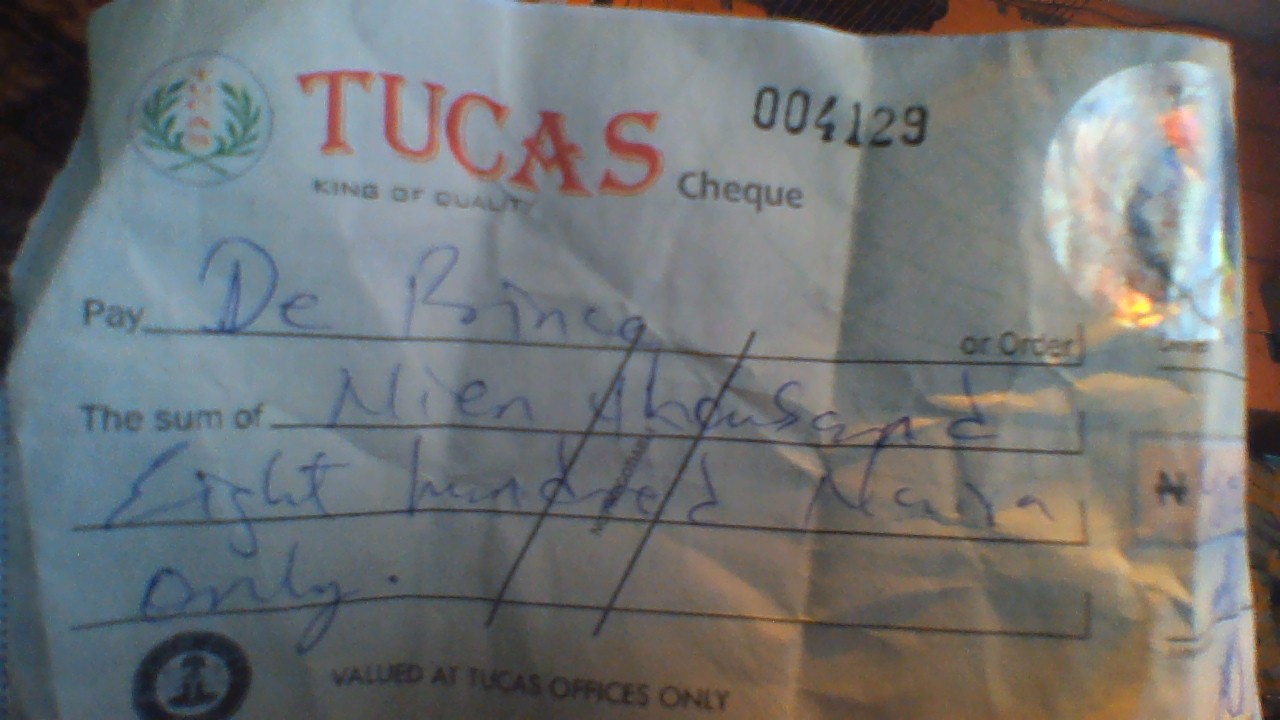 TUCAS
KING OF QUALITY
Cheque
004129
Pay De Binca or Order
The sum of Nien thousand
Eight hundred Naira
only.
₦
VALUED AT TUCAS OFFICES ONLY